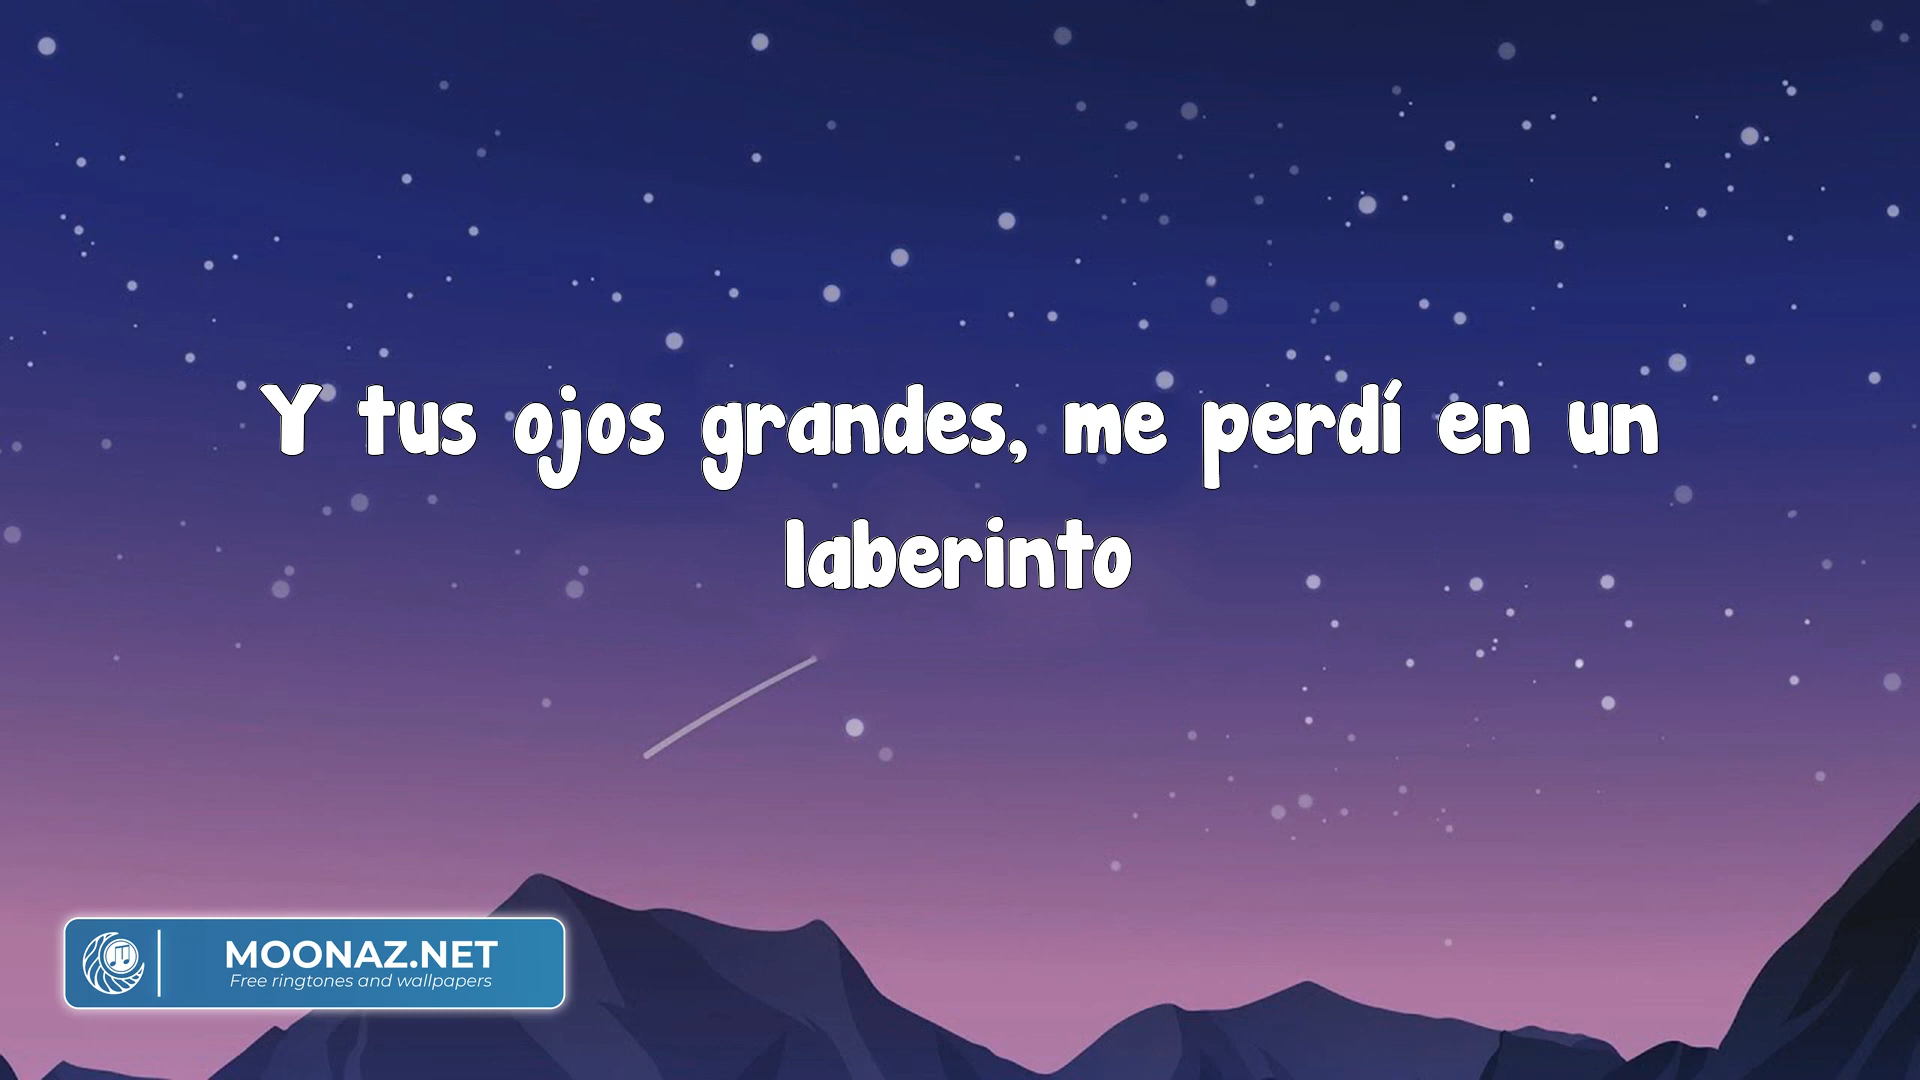 Y tus ojos grandes, me perdí en un
laberinto
MOONAZ.NET
Free ringtones and wallpapers